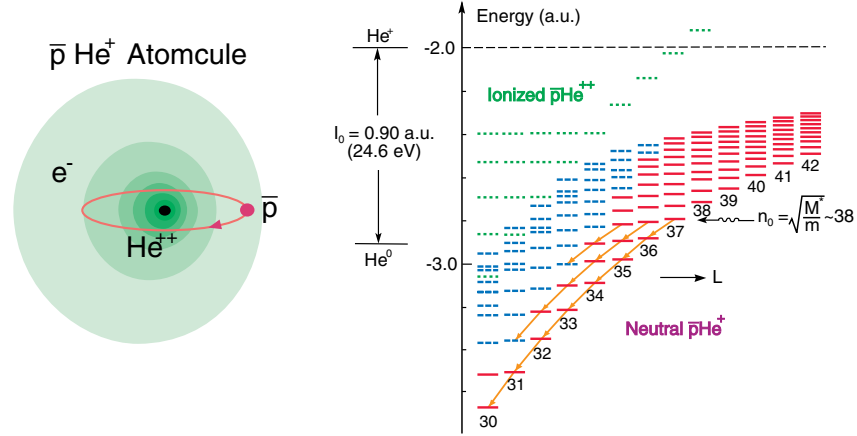 p̄ He⁺ Atomcule
e⁻
p̄
He⁺⁺
He⁺
I₀ = 0.90 a.u.
(24.6 eV)
He⁰
Energy (a.u.)
-2.0
-3.0
Ionized p̄He⁺⁺
n₀ = √(M*/m) ~38
L
Neutral p̄He⁺
30
31
32
33
34
35
36
37
38
39
40
41
42